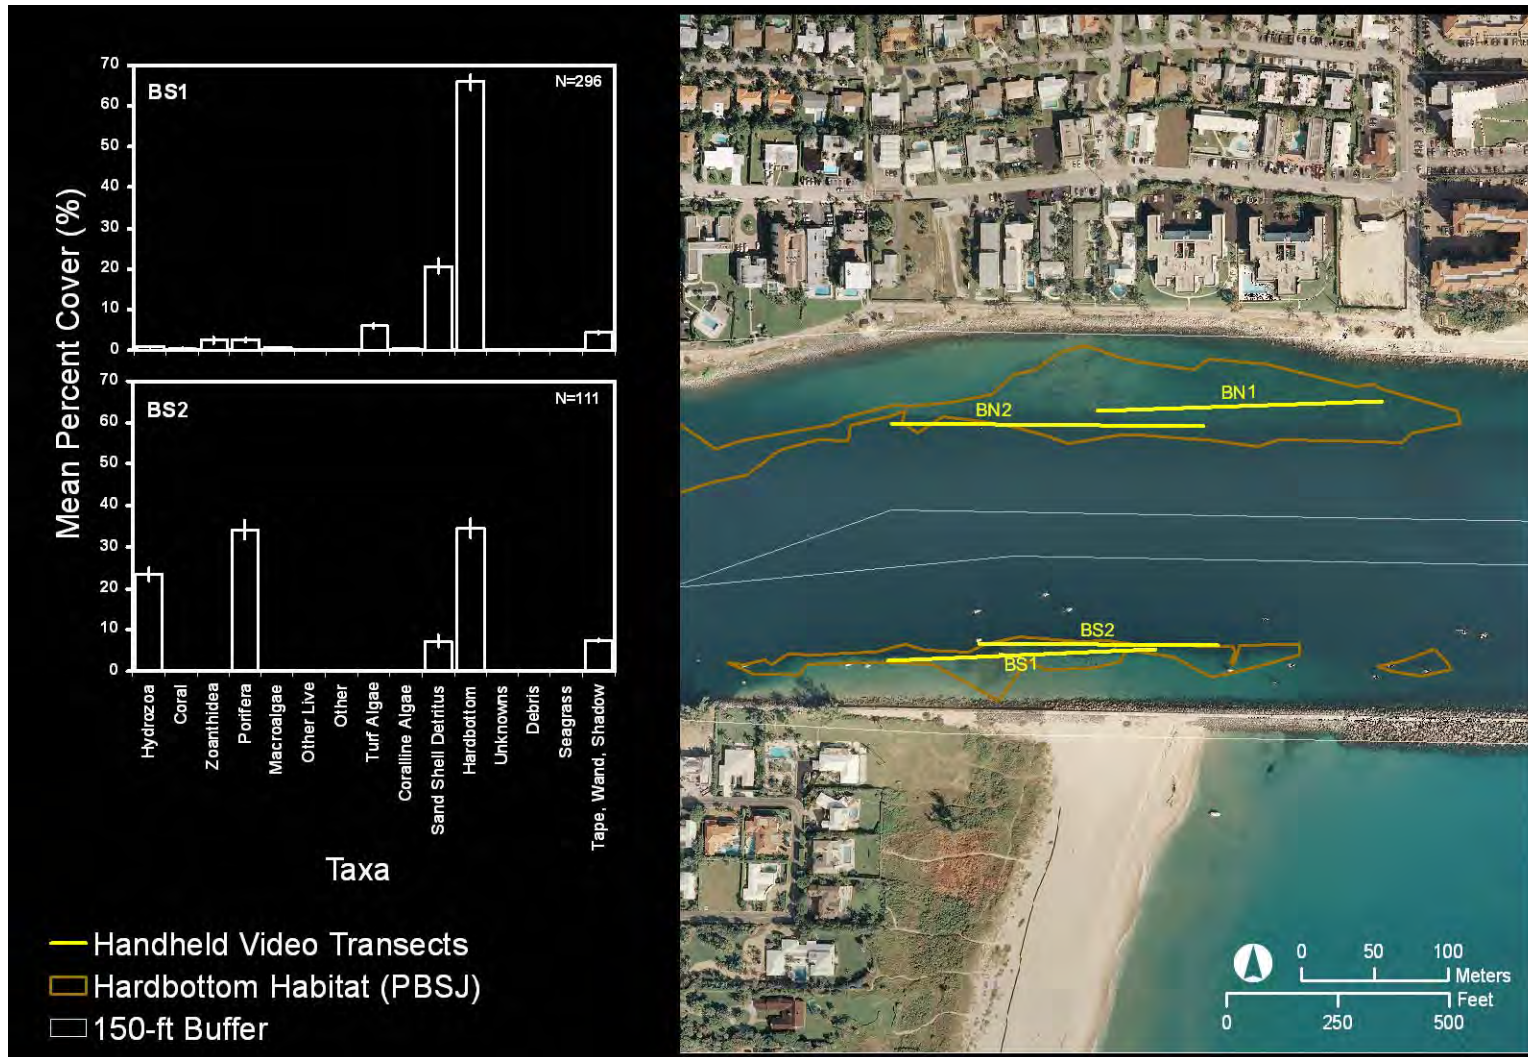 BS1
N=296
70
60
50
40
30
20
10
0
BS2
N=111
70
60
50
40
30
20
10
0
Mean Percent Cover (%)
Hydrozoa
Coral
Zoanthidea
Porifera
Macroalgae
Other Live
Other
Turf Algae
Coralline Algae
Sand Shell Detritus
Hardbottom
Unknowns
Debris
Seagrass
Tape, Wand, Shadow
Taxa
Handheld Video Transects
Hardbottom Habitat (PBSJ)
150-ft Buffer
BN1
BN2
BS2
BS1
0 50 100
Meters
Feet
0 250 500